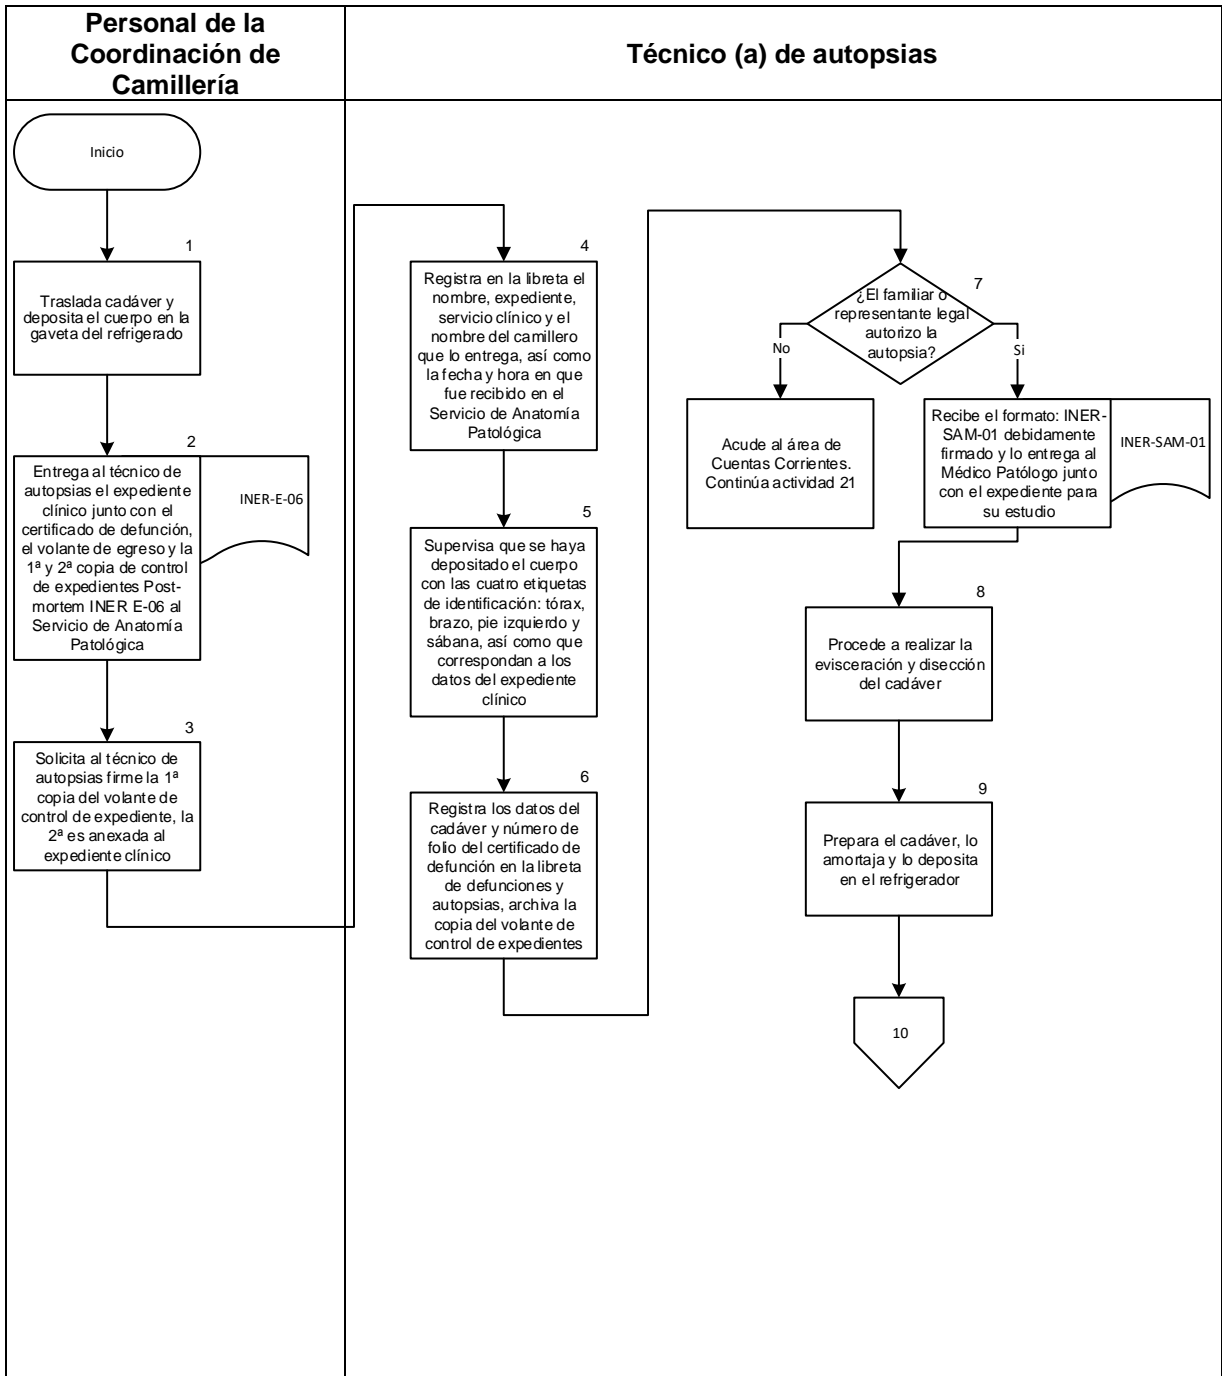 Personal de la
Coordinación de
Camillería
Técnico (a) de autopsias
Inicio
1
Traslada cadáver y
deposita el cuerpo en la
gaveta del refrigerado
2
Entrega al técnico de
autopsias el expediente
clínico junto con el
certificado de defunción,
el volante de egreso y la
1ª y 2ª copia de control
de expedientes Post-
mortem INER E-06 al
Servicio de Anatomía
Patológica
INER-E-06
3
Solicita al técnico de
autopsias firme la 1ª
copia del volante de
control de expediente, la
2ª es anexada al
expediente clínico
4
Registra en la libreta el
nombre, expediente,
servicio clínico y el
nombre del camillero
que lo entrega, así como
la fecha y hora en que
fue recibido en el
Servicio de Anatomía
Patológica
5
Supervisa que se haya
depositado el cuerpo
con las cuatro etiquetas
de identificación: tórax,
brazo, pie izquierdo y
sábana, así como que
correspondan a los
datos del expediente
clínico
6
Registra los datos del
cadáver y número de
folio del certificado de
defunción en la libreta
de defunciones y
autopsias, archiva la
copia del volante de
control de expedientes
7
¿El familiar o
representante legal
autorizo la
autopsia?
No
Si
Acude al área de
Cuentas Corrientes.
Continúa actividad 21
Recibe el formato: INER-
SAM-01 debidamente
firmado y lo entrega al
Médico Patólogo junto
con el expediente para
su estudio
INER-SAM-01
8
Procede a realizar la
evisceración y disección
del cadáver
9
Prepara el cadáver, lo
amortaja y lo deposita
en el refrigerador
10